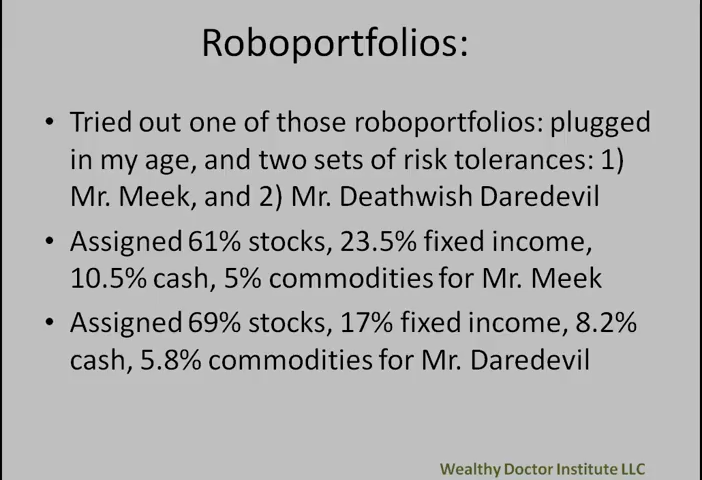 Roboportfolios:
• Tried out one of those roboportfolios: plugged
in my age, and two sets of risk tolerances: 1)
Mr. Meek, and 2) Mr. Deathwish Daredevil
• Assigned 61% stocks, 23.5% fixed income,
10.5% cash, 5% commodities for Mr. Meek
• Assigned 69% stocks, 17% fixed income, 8.2%
cash, 5.8% commodities for Mr. Daredevil
Wealthy Doctor Institute LLC